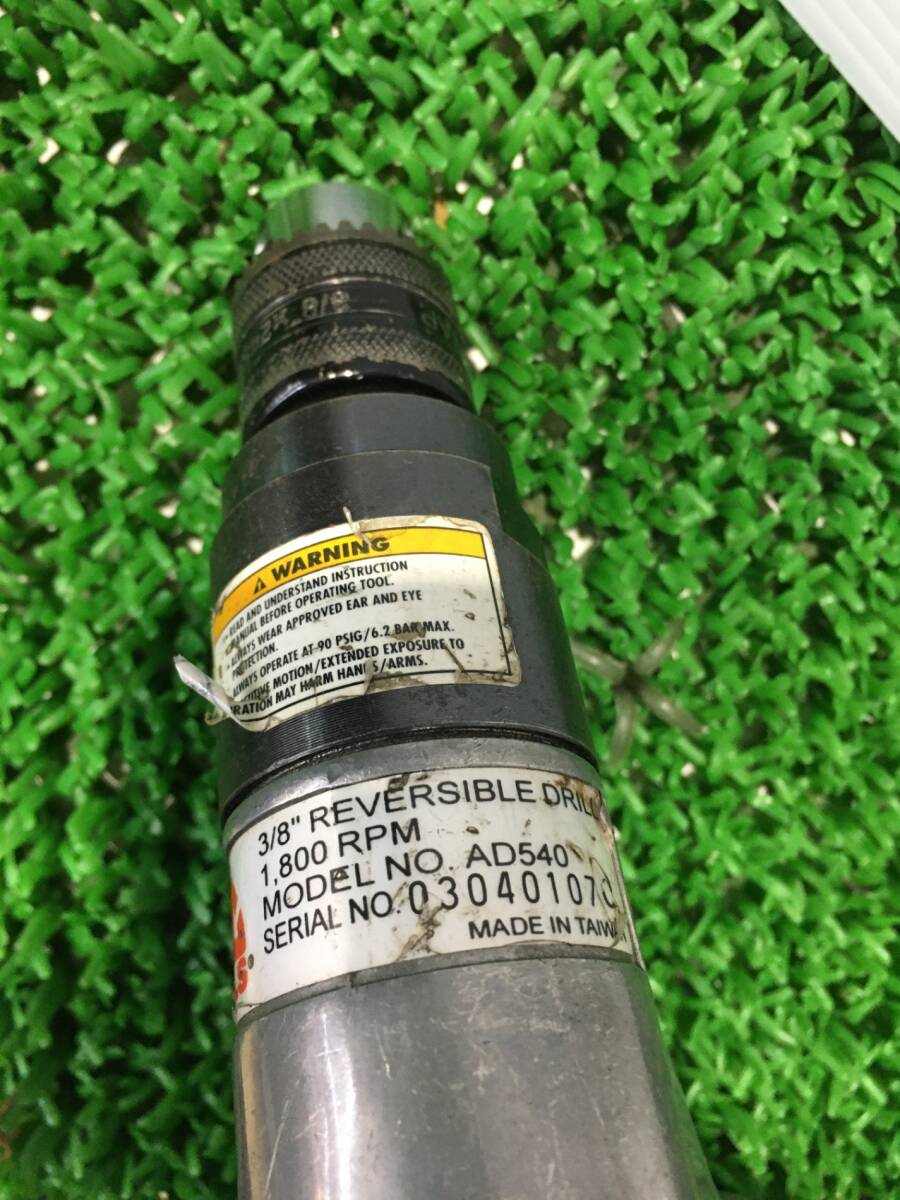 WARNING
READ AND UNDERSTAND INSTRUCTION
MANUAL BEFORE OPERATING TOOL.
ALWAYS WEAR APPROVED EAR AND EYE
PROTECTION.
ALWAYS OPERATE AT 90 PSIG/6.2 BAR MAX.
MOTION/EXTENDED EXPOSURE TO
MAY HARM HANDS/ARMS.
3/8" REVERSIBLE DRILL
1,800 RPM
MODEL NO. AD540
SERIAL NO. 03040107C
MADE IN TAIWAN